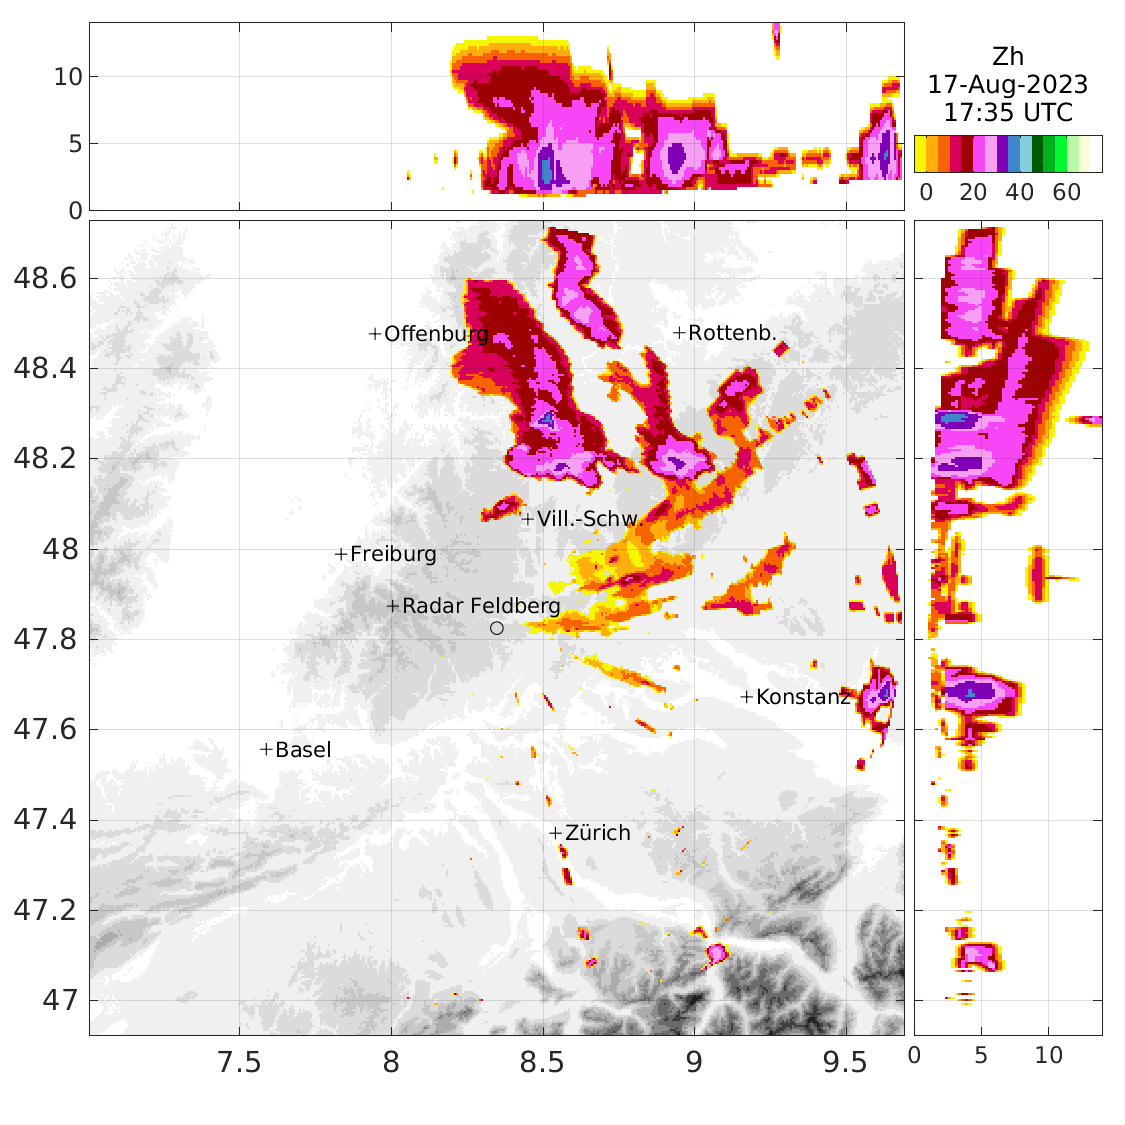 10
5
0
Zh
17-Aug-2023
17:35 UTC
0 20 40 60
48.6
48.4
48.2
48
47.8
47.6
47.4
47.2
47
+Offenburg
+Rottenb.
+Vill.-Schw.
+Freiburg
+Radar Feldberg
+Konstanz
+Basel
+Zürich
7.5 8 8.5 9 9.5
0 5 10